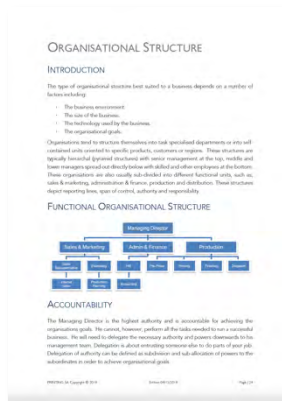 ORGANISATIONAL STRUCTURE
INTRODUCTION
The type of organisational structure best suited to a business depends on a number of
factors including:
The business environment
The size of the business.
The technology used by the business.
The organisational goals.
Organisations tend to structure themselves into task specialised departments or into self-
contained units oriented to specific products, customers or regions. These structures are
typically hierarchal (pyramid structures) with senior management at the top, middle and
lower managers spread out directly below with skilled and other employees at the bottom.
These organisations are also usually sub-divided into different functional units, such as;
sales & marketing, administration & finance, production and distribution. These structures
depict reporting lines, span of control, authority and responsibility.
FUNCTIONAL ORGANISATIONAL STRUCTURE
Managing Director
Sales & Marketing Admin & Finance Production
ACCOUNTABILITY
The Managing Director is the highest authority and is accountable for achieving the
organisations goals. He cannot, however, perform all the tasks needed to run a successful
business. He will need to delegate the necessary authority and powers downwards to his
management team. Delegation is about entrusting someone else to do parts of your job.
Delegation of authority can be defined as subdivision and sub-allocation of powers to the
subordinates in order to achieve organisational goals.